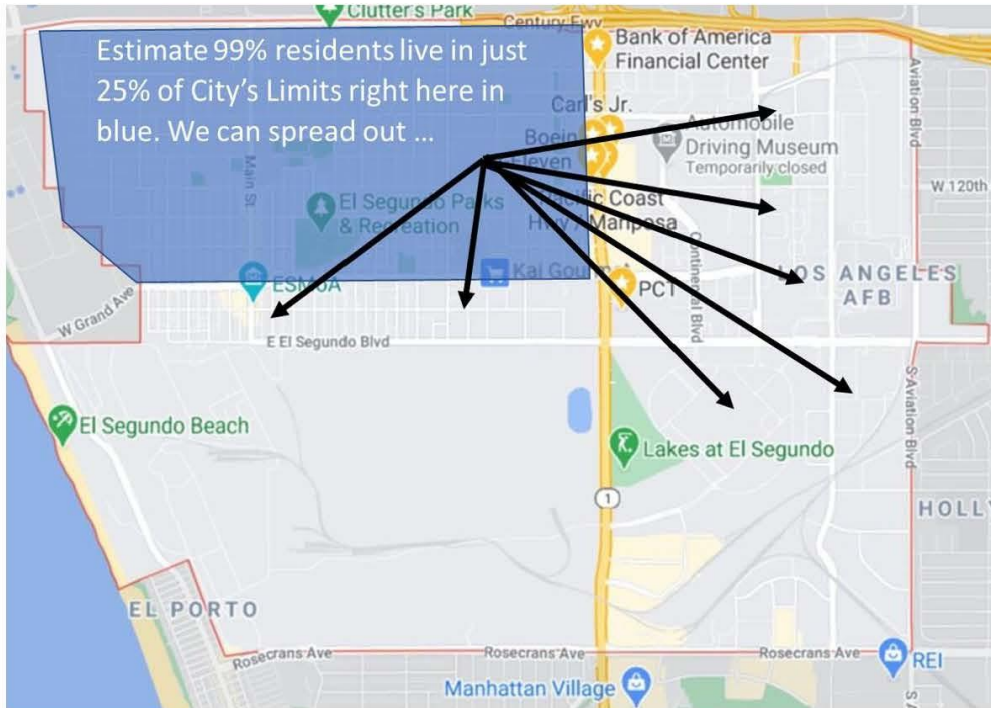 Clutter's Park
Century Fwy
Estimate 99% residents live in just
25% of City's Limits right here in
blue. We can spread out ...
Bank of America
Financial Center
Aviation Blvd
Carl's Jr.
Automobile
Driving Museum
Temporarily closed
Main St
W 120th
El Segundo Parks
& Recreation
Pacific Coast
Hwy / Mariposa
Continental Blvd
LOS ANGELES
AFB
ESMoA
PCT
W Grand Ave
E El Segundo Blvd
S Aviation Blvd
El Segundo Beach
Lakes at El Segundo
1
HOLLY
EL PORTO
Rosecrans Ave
Rosecrans Ave
Rosecrans Ave
REI
Manhattan Village